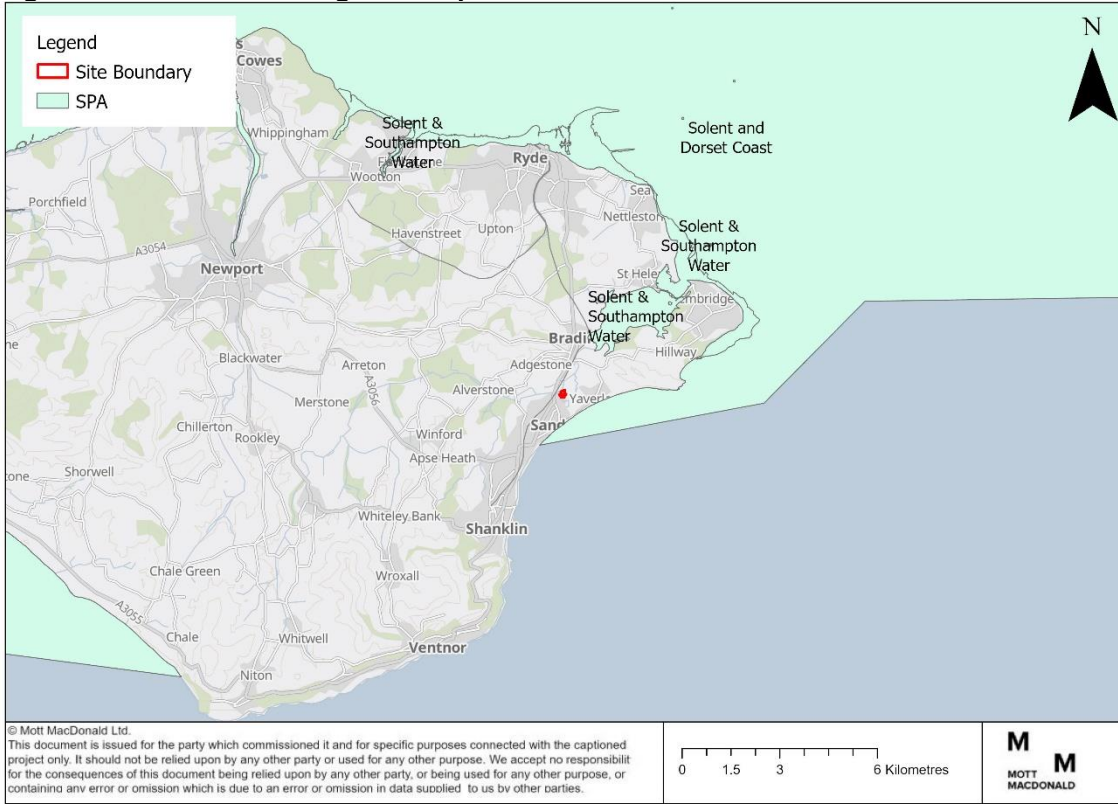 Legend
Site Boundary
SPA
N
Cowes
Whippingham
Solent &
Southampton
Water
Wootton
Ryde
Solent and
Dorset Coast
Porchfield
Havenstreet
Upton
Sea
Nettleston
A3054
Newport
Solent &
Southampton
Water
St Hele
Solent &
Southampton
Water
embridge
Bradi
Hillway
Blackwater
Arreton
Adgestone
Merstone
A3056
Alverstone
Yaverl
Chillerton
Rookley
Winford
Sand
Apse Heath
Shorwell
Whiteley Bank
Shanklin
Chale Green
Wroxall
A3055
Chale
Whitwell
Ventnor
Niton
© Mott MacDonald Ltd.
This document is issued for the party which commissioned it and for specific purposes connected with the captioned
project only. It should not be relied upon by any other party or used for any other purpose. We accept no responsibilit
for the consequences of this document being relied upon by any other party, or being used for any other purpose, or
containing any error or omission which is due to an error or omission in data supplied to us by other parties.
0 1.5 3 6 Kilometres
M
M
MOTT
MACDONALD